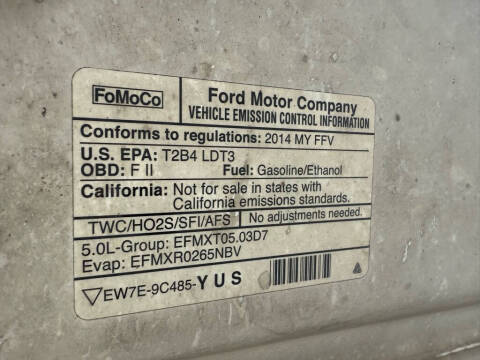 FoMoCo
Ford Motor Company
VEHICLE EMISSION CONTROL INFORMATION
Conforms to regulations: 2014 MY FFV
U.S. EPA: T2B4 LDT3
OBD: F II Fuel: Gasoline/Ethanol
California: Not for sale in states with
California emissions standards.
TWC/HO2S/SFI/AFS No adjustments needed.
5.0L-Group: EFMXT05.03D7
Evap: EFMXR0265NBV
EW7E-9C485-YUS